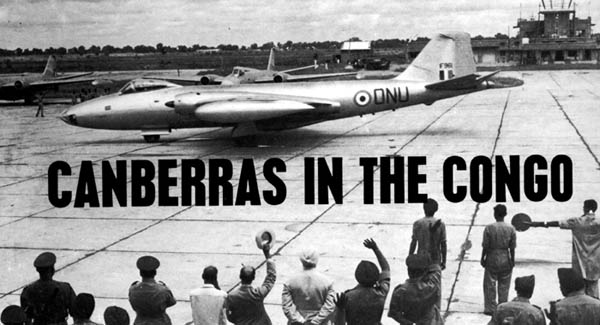 ONU
CANBERRAS IN THE CONGO